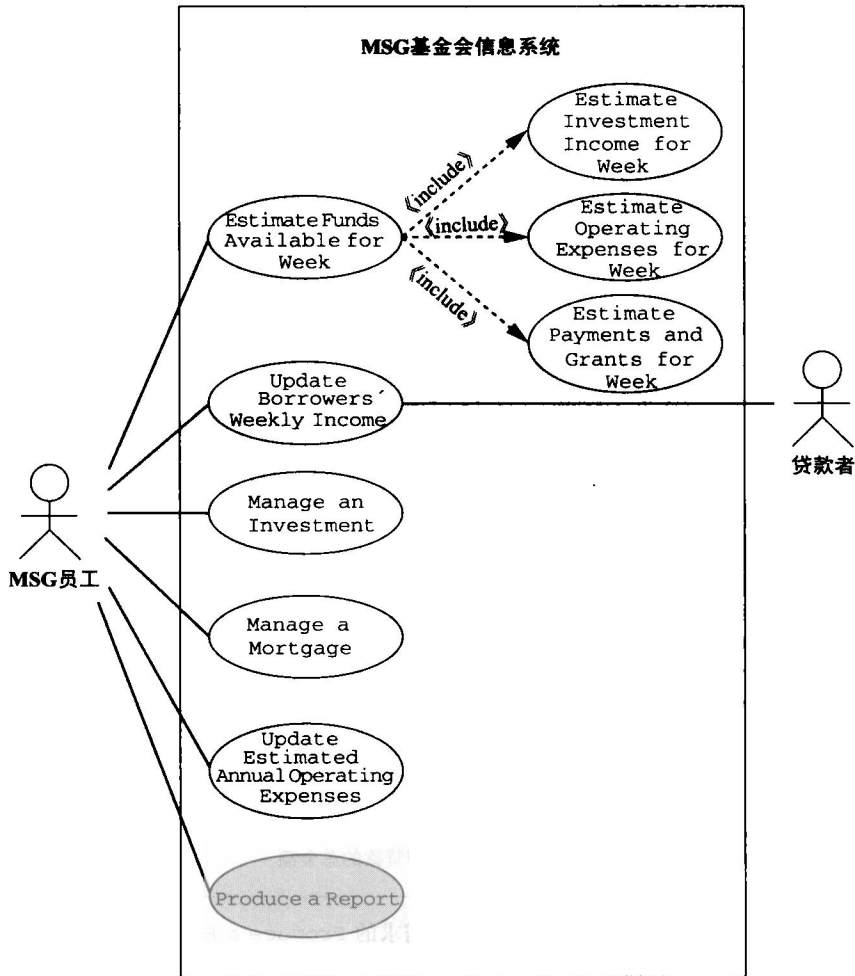 MSG基金会信息系统
Estimate
Investment
Income for
Week
《include》
Estimate Funds
Available for
Week
《include》
Estimate
Operating
Expenses for
Week
《include》
Estimate
Payments and
Grants for
Week
Update
Borrowers´
Weekly Income
贷款者
Manage an
Investment
MSG员工
Manage a
Mortgage
Update
Estimated
Annual Operating
Expenses
Produce a Report